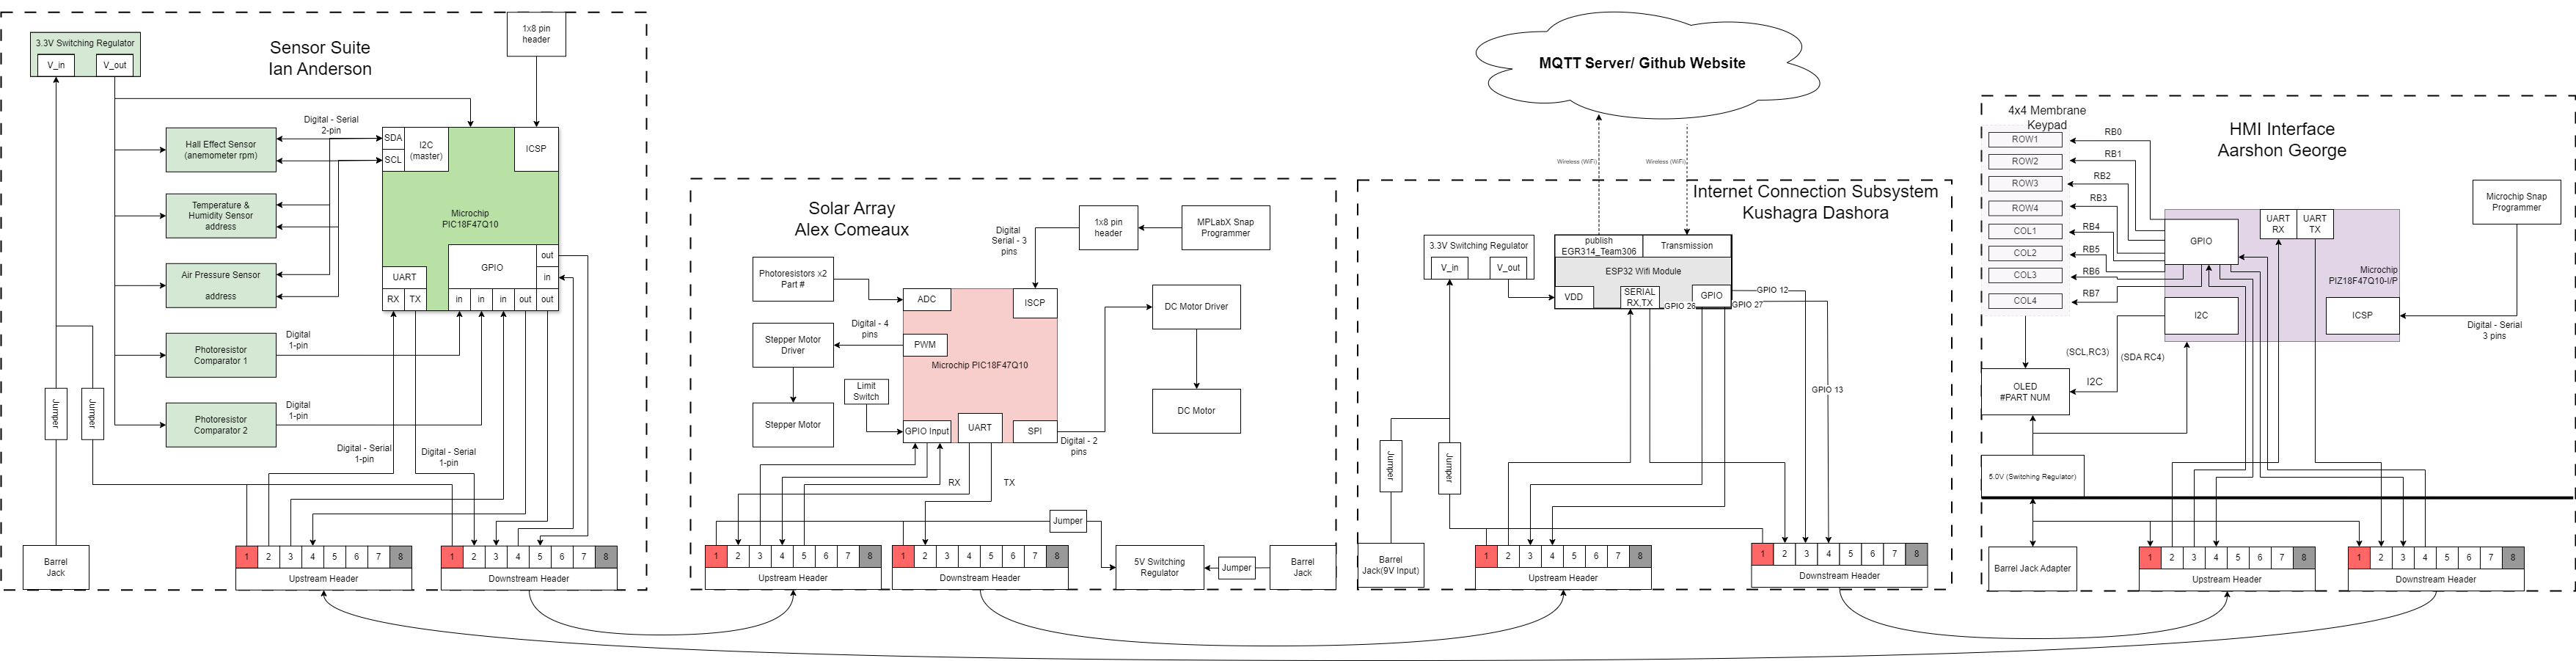 Sensor Suite
Ian Anderson
3.3V Switching Regulator
V_in
V_out
1x8 pin
header
Digital - Serial
2-pin
Hall Effect Sensor
(anemometer rpm)
SDA
SCL
I2C
(master)
ICSP
Temperature &
Humidity Sensor
address
Microchip
PIC18F47Q10
Air Pressure Sensor
address
UART
RX
TX
GPIO
out
in
in
in
in
out
out
Photoresistor
Comparator 1
Digital
1-pin
Photoresistor
Comparator 2
Digital
1-pin
Jumper
Jumper
Digital - Serial
1-pin
Digital - Serial
1-pin
Barrel
Jack
1 2 3 4 5 6 7 8
Upstream Header
1 2 3 4 5 6 7 8
Downstream Header
Solar Array
Alex Comeaux
Digital
Serial - 3
pins
1x8 pin
header
MPLabX Snap
Programmer
Photoresistors x2
Part #
ADC
ISCP
DC Motor Driver
Digital - 4
pins
Stepper Motor
Driver
PWM
Microchip PIC18F47Q10
Limit
Switch
Stepper Motor
GPIO Input
UART
SPI
Digital - 2
pins
DC Motor
RX
TX
Jumper
1 2 3 4 5 6 7 8
Upstream Header
1 2 3 4 5 6 7 8
Downstream Header
5V Switching
Regulator
Jumper
Barrel
Jack
MQTT Server/ Github Website
Wireless (WiFi)
Wireless (WiFi)
Internet Connection Subsystem
Kushagra Dashora
3.3V Switching Regulator
V_in
V_out
publish
EGR314_Team306
Transmission
ESP32 Wifi Module
VDD
SERIAL
RX,TX
GPIO
GPIO 26
GPIO 27
GPIO 12
GPIO 13
Jumper
Jumper
Barrel
Jack(9V Input)
1 2 3 4 5 6 7 8
Upstream Header
1 2 3 4 5 6 7 8
Downstream Header
4x4 Membrane
Keypad
HMI Interface
Aarshon George
ROW1
ROW2
ROW3
ROW4
COL1
COL2
COL3
COL4
RB0
RB1
RB2
RB3
RB4
RB5
RB6
RB7
GPIO
UART
RX
UART
TX
Microchip
PIZ18F47Q10-I/P
I2C
ICSP
Microchip Snap
Programmer
Digital - Serial
3 pins
(SCL,RC3)
(SDA RC4)
I2C
OLED
#PART NUM
5.0V (Switching Regulator)
Barrel Jack Adapter
1 2 3 4 5 6 7 8
Upstream Header
1 2 3 4 5 6 7 8
Downstream Header